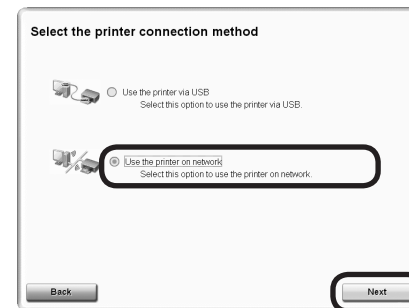 Select the printer connection method
Use the printer via USB
Select this option to use the printer via USB.
Use the printer on network
Select this option to use the printer on network.
Back
Next